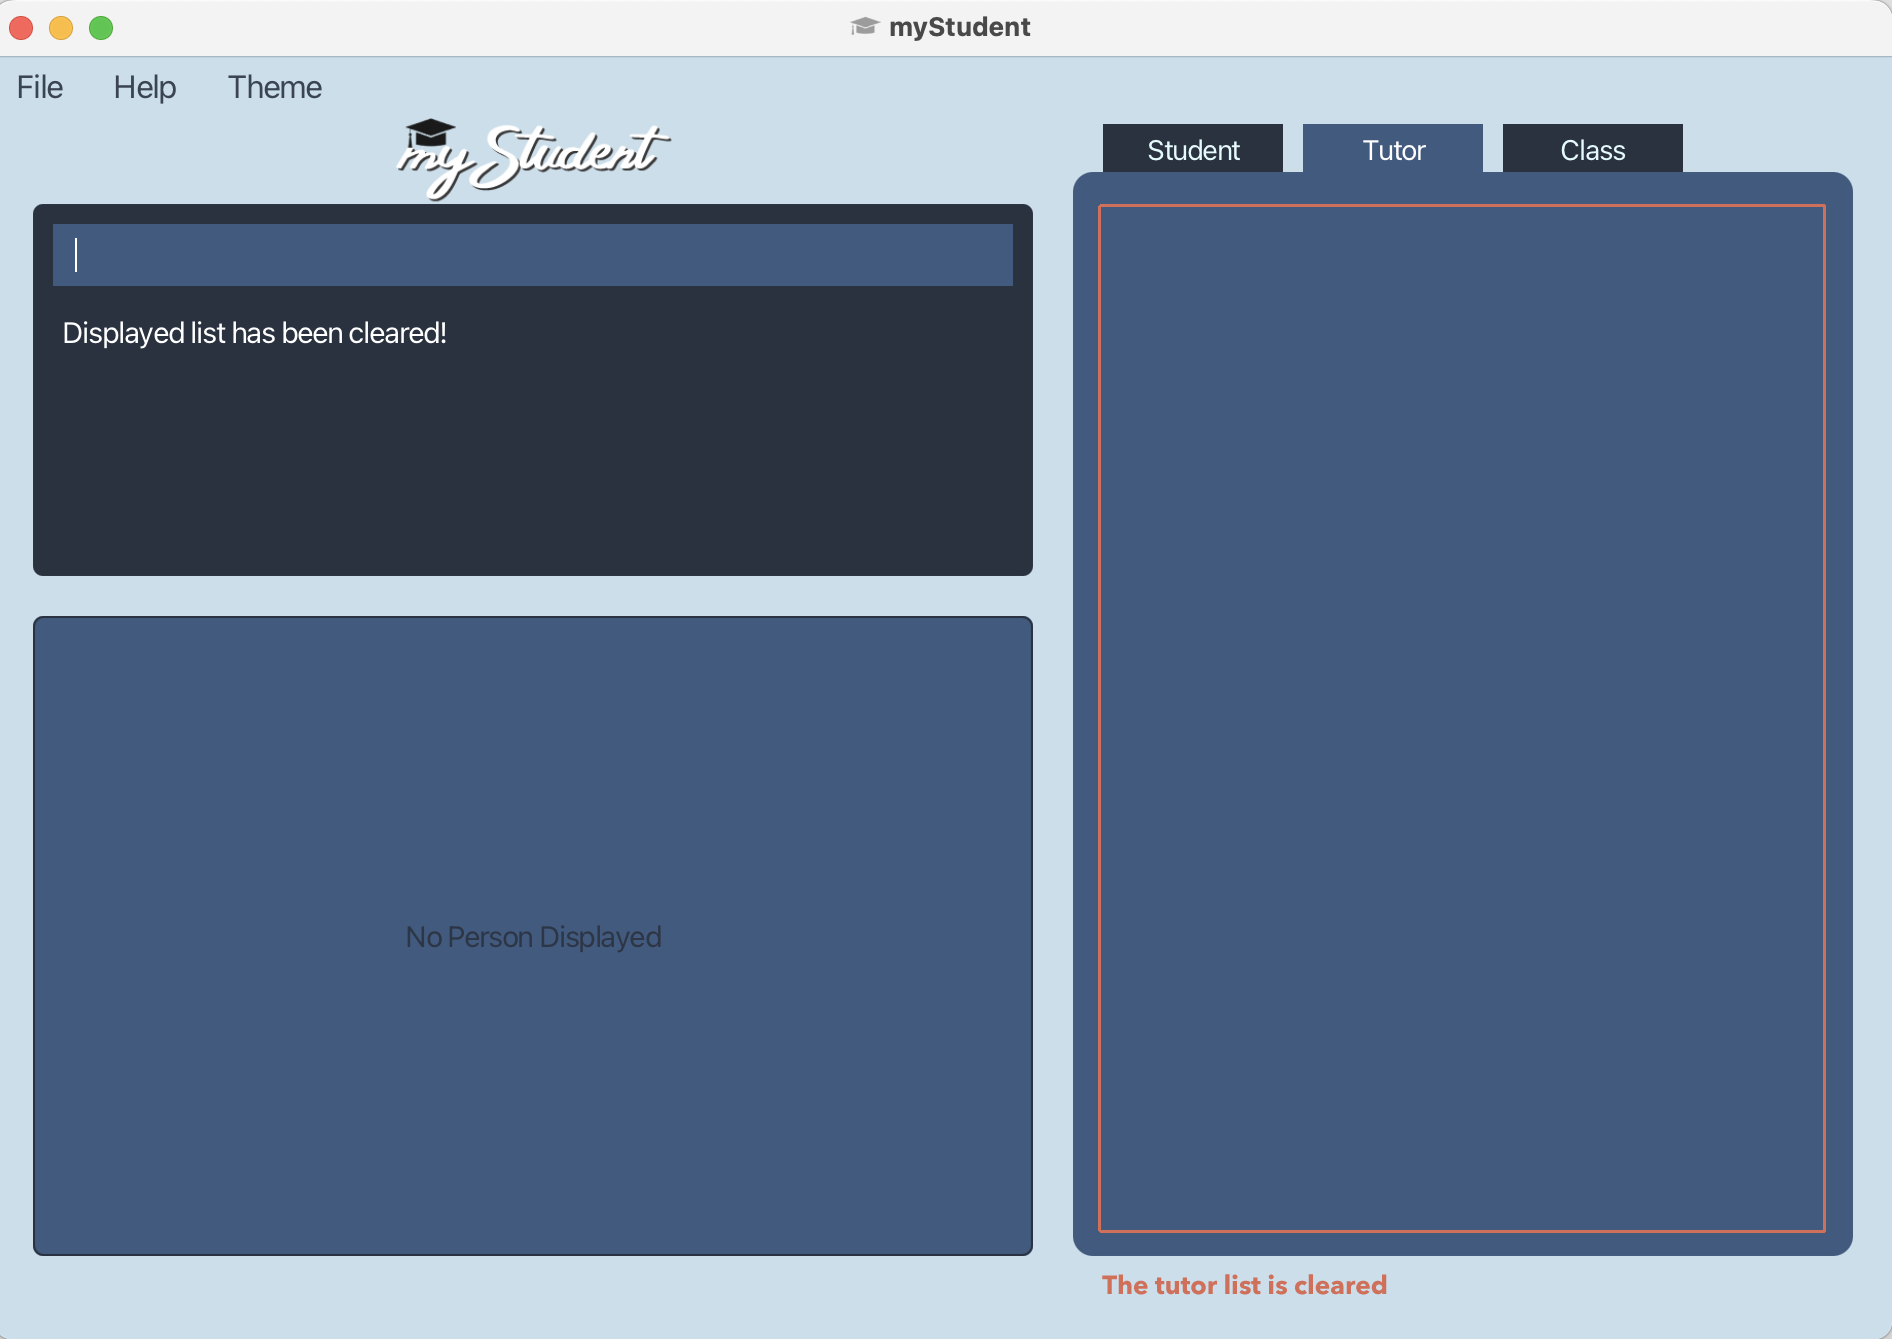 myStudent
File Help Theme
myStudent
Student Tutor Class
Displayed list has been cleared!
No Person Displayed
The tutor list is cleared